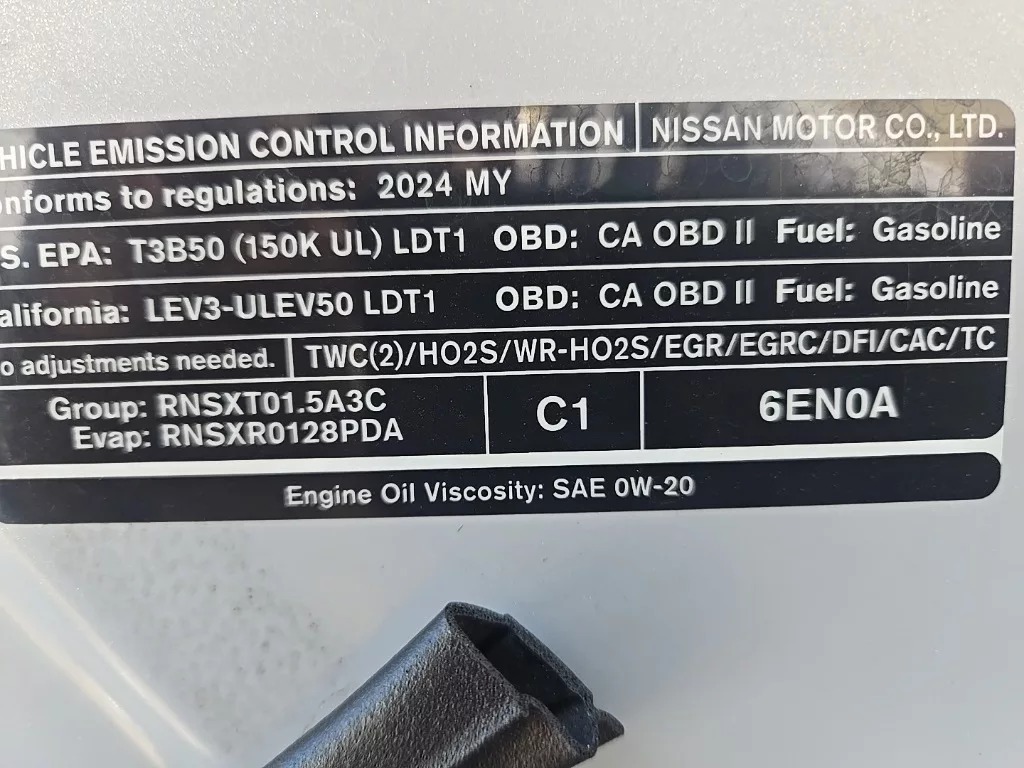 HICLE EMISSION CONTROL INFORMATION NISSAN MOTOR CO., LTD.
onforms to regulations: 2024 MY
S. EPA: T3B50 (150K UL) LDT1 OBD: CA OBD II Fuel: Gasoline
alifornia: LEV3-ULEV50 LDT1 OBD: CA OBD II Fuel: Gasoline
o adjustments needed. TWC(2)/HO2S/WR-HO2S/EGR/EGRC/DFI/CAC/TC
Group: RNSXT01.5A3C
Evap: RNSXR0128PDA
C1
6EN0A
Engine Oil Viscosity: SAE 0W-20